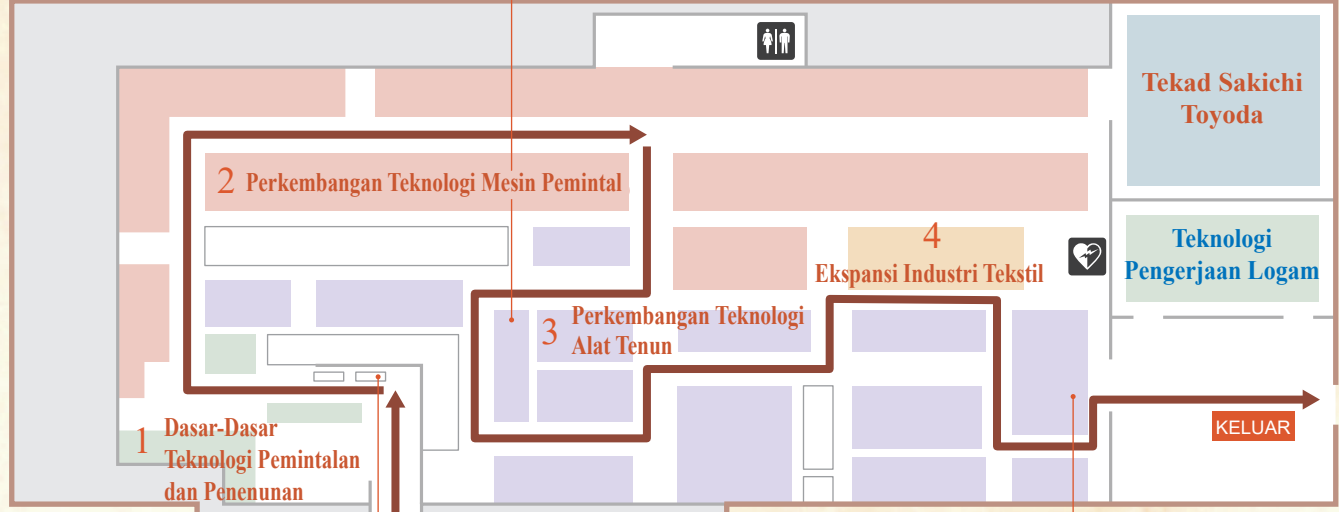 Tekad Sakichi
Toyoda
2 Perkembangan Teknologi Mesin Pemintal
4
Ekspansi Industri Tekstil
Teknologi
Pengerjaan Logam
3 Perkembangan Teknologi
Alat Tenun
KELUAR
1 Dasar-Dasar
Teknologi Pemintalan
dan Penenunan